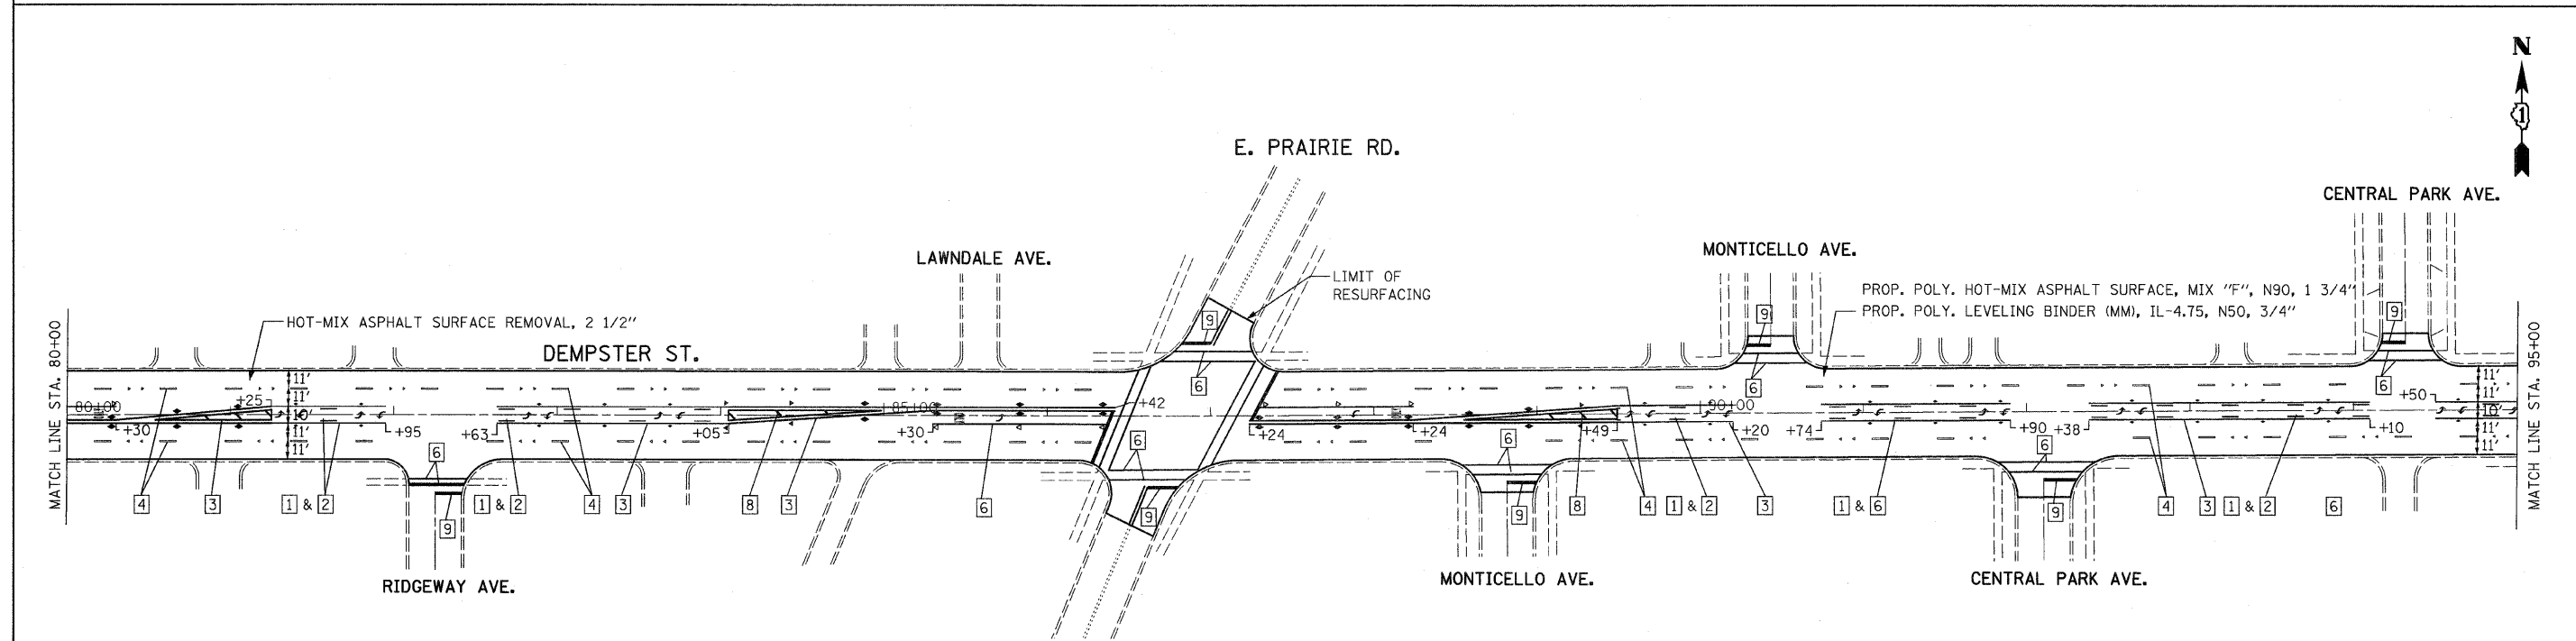 N
1
E. PRAIRIE RD.
CENTRAL PARK AVE.
LAWNDALE AVE.
MONTICELLO AVE.
LIMIT OF
RESURFACING
PROP. POLY. HOT-MIX ASPHALT SURFACE, MIX "F", N90, 1 3/4"
PROP. POLY. LEVELING BINDER (MM), IL-4.75, N50, 3/4"
HOT-MIX ASPHALT SURFACE REMOVAL, 2 1/2"
DEMPSTER ST.
MATCH LINE STA. 80+00
MATCH LINE STA. 95+00
9
9
9
6
6
6
11'
11'
10'
11'
11'
11'
11'
10'
11'
11'
80+00
+25
85+00
+42
90+00
+50
+30
+95
+63
+05
+30
+24
+24
+49
+20
+74
+90
+38
+10
6
6
6
6
4
3
1 & 2
9
1 & 2
4
3
8
3
6
9
9
8
4
1 & 2
3
1 & 6
9
4
3
1 & 2
6
RIDGEWAY AVE.
MONTICELLO AVE.
CENTRAL PARK AVE.